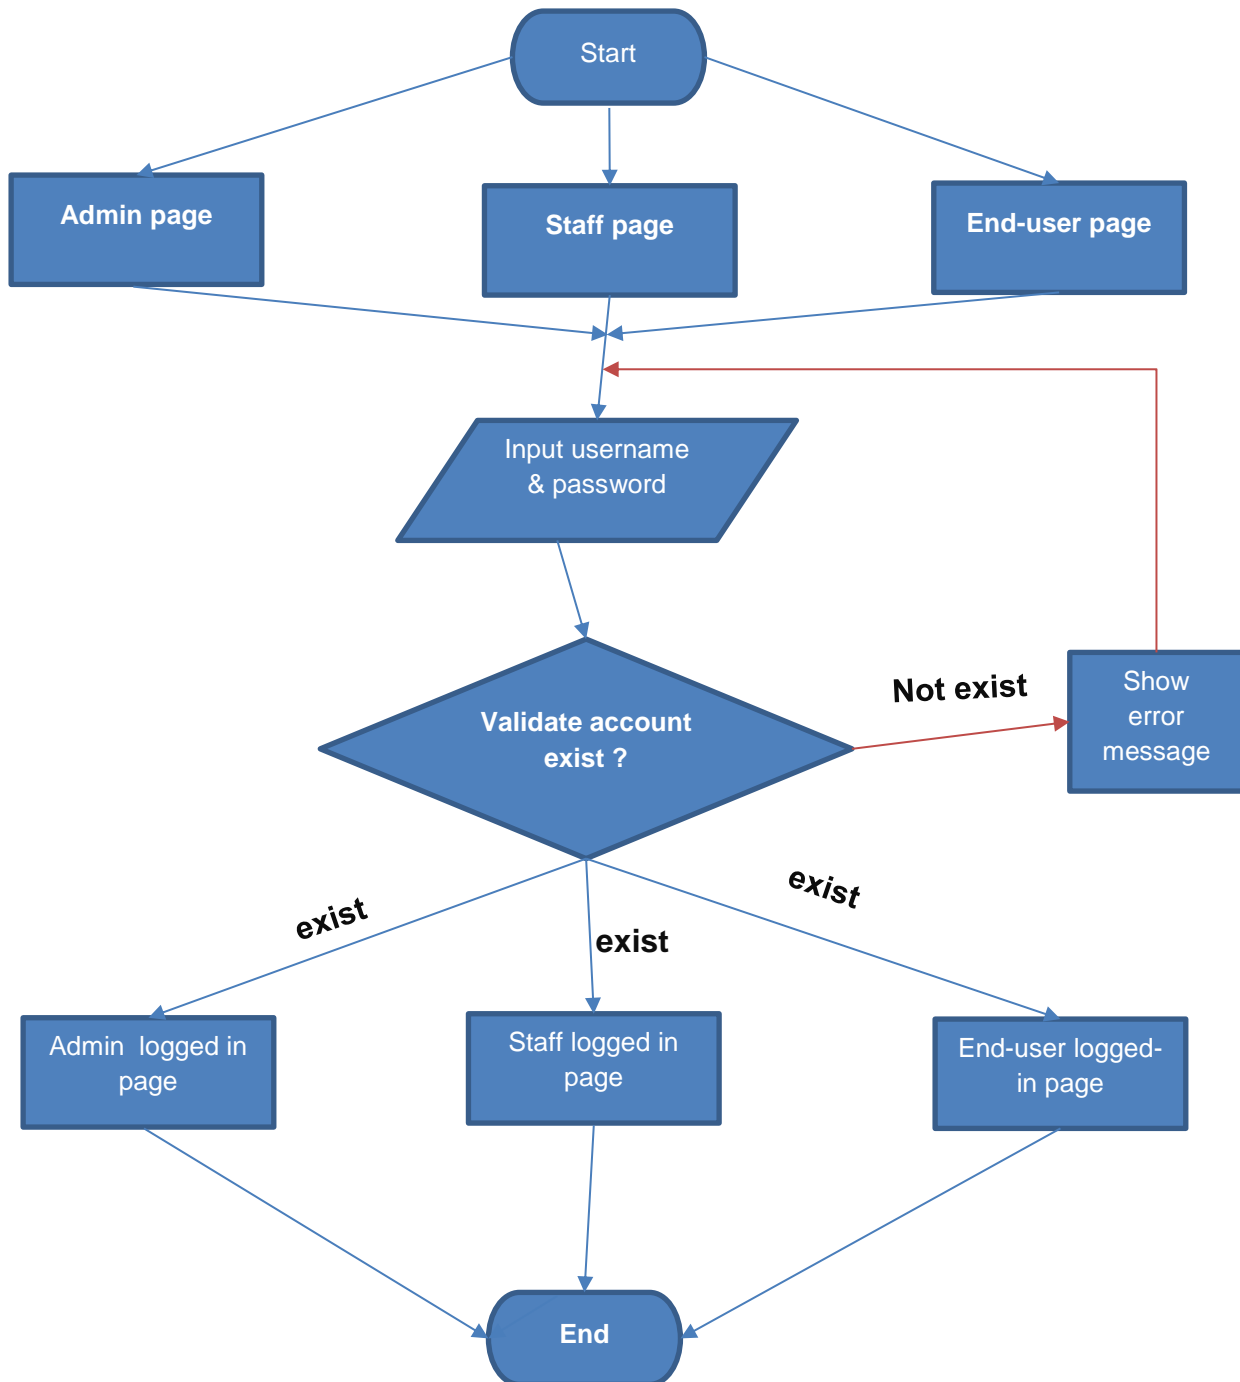 Start
Admin page
Staff page
End-user page
Input username
& password
Validate account
exist ?
Not exist
Show
error
message
exist
exist
exist
Admin  logged in
page
Staff logged in
page
End-user logged-
in page
End